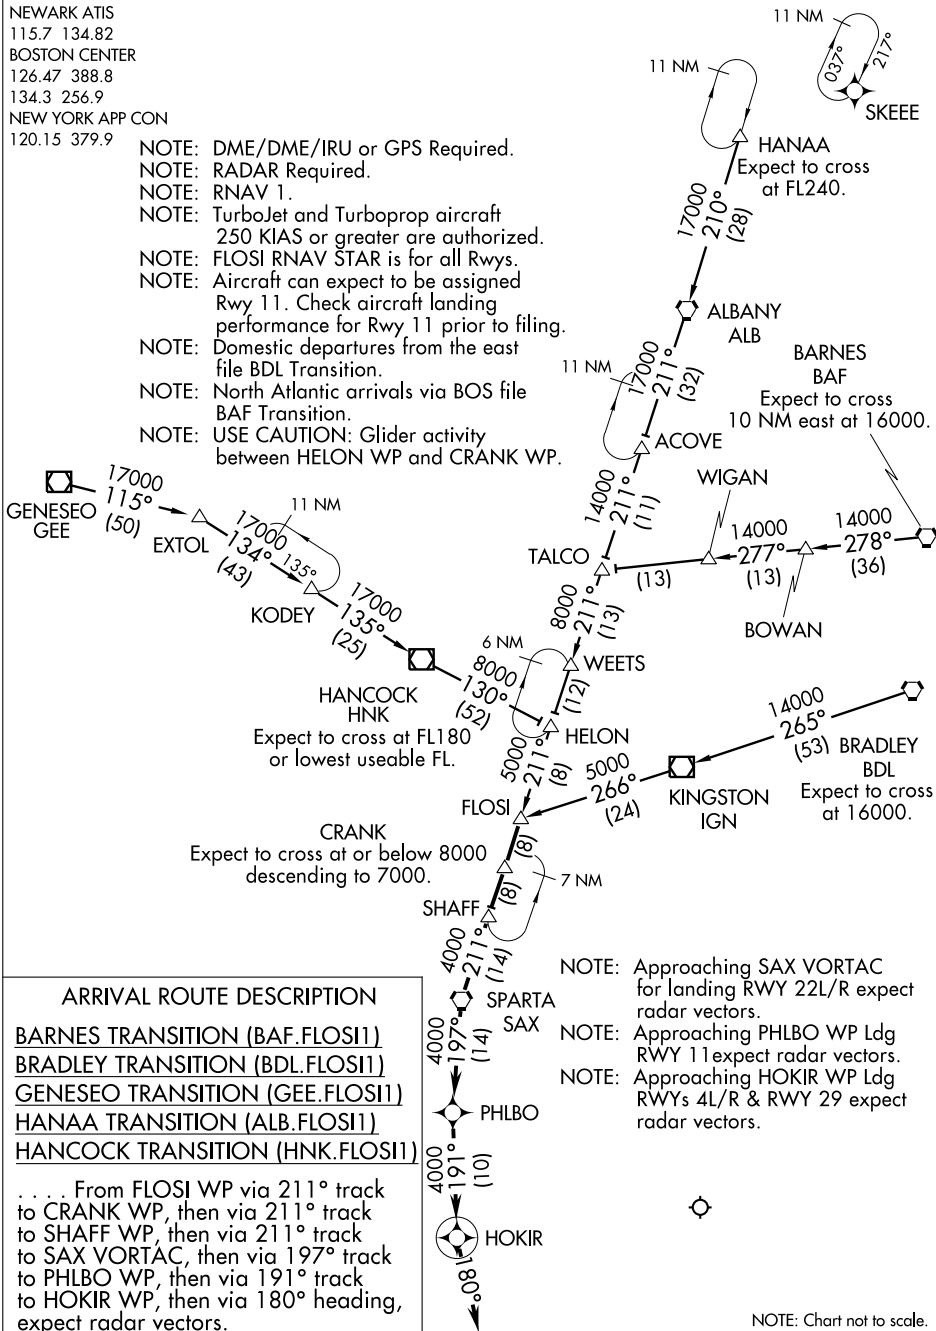 NEWARK ATIS
115.7 134.82
BOSTON CENTER
126.47 388.8
134.3 256.9
NEW YORK APP CON
120.15 379.9
NOTE: DME/DME/IRU or GPS Required.
NOTE: RADAR Required.
NOTE: RNAV 1.
NOTE: TurboJet and Turboprop aircraft
250 KIAS or greater are authorized.
NOTE: FLOSI RNAV STAR is for all Rwys.
NOTE: Aircraft can expect to be assigned
Rwy 11. Check aircraft landing
performance for Rwy 11 prior to filing.
NOTE: Domestic departures from the east
file BDL Transition.
NOTE: North Atlantic arrivals via BOS file
BAF Transition.
NOTE: USE CAUTION: Glider activity
between HELON WP and CRANK WP.
11 NM
037°
217°
SKEEE
11 NM
HANAA
Expect to cross
at FL240.
17000
210°
(28)
ALBANY
ALB
17000
211°
(32)
11 NM
ACOVE
BARNES
BAF
Expect to cross
10 NM east at 16000.
14000
211°
(11)
WIGAN
TALCO
(13)
14000
277°
(13)
14000
278°
(36)
BOWAN
GENESEO
GEE
17000
115°
(50)
EXTOL
11 NM
17000
134°
(43)
135°
KODEY
17000
135°
(25)
HANCOCK
HNK
Expect to cross at FL180
or lowest useable FL.
8000
130°
(52)
8000
211°
(13)
6 NM
WEETS
(12)
HELON
5000
211°
(8)
14000
265°
(53)
BRADLEY
BDL
Expect to cross
at 16000.
KINGSTON
IGN
5000
266°
(24)
FLOSI
(8)
CRANK
Expect to cross at or below 8000
descending to 7000.
(8)
7 NM
SHAFF
4000
211°
(14)
SPARTA
SAX
4000
197°
(14)
PHLBO
4000
191°
(10)
HOKIR
180°
NOTE: Approaching SAX VORTAC
for landing RWY 22L/R expect
radar vectors.
NOTE: Approaching PHLBO WP Ldg
RWY 11expect radar vectors.
NOTE: Approaching HOKIR WP Ldg
RWYs 4L/R & RWY 29 expect
radar vectors.
ARRIVAL ROUTE DESCRIPTION
BARNES TRANSITION (BAF.FLOSI1)
BRADLEY TRANSITION (BDL.FLOSI1)
GENESEO TRANSITION (GEE.FLOSI1)
HANAA TRANSITION (ALB.FLOSI1)
HANCOCK TRANSITION (HNK.FLOSI1)
. . . . From FLOSI WP via 211° track
to CRANK WP, then via 211° track
to SHAFF WP, then via 211° track
to SAX VORTAC, then via 197° track
to PHLBO WP, then via 191° track
to HOKIR WP, then via 180° heading,
expect radar vectors.
NOTE: Chart not to scale.